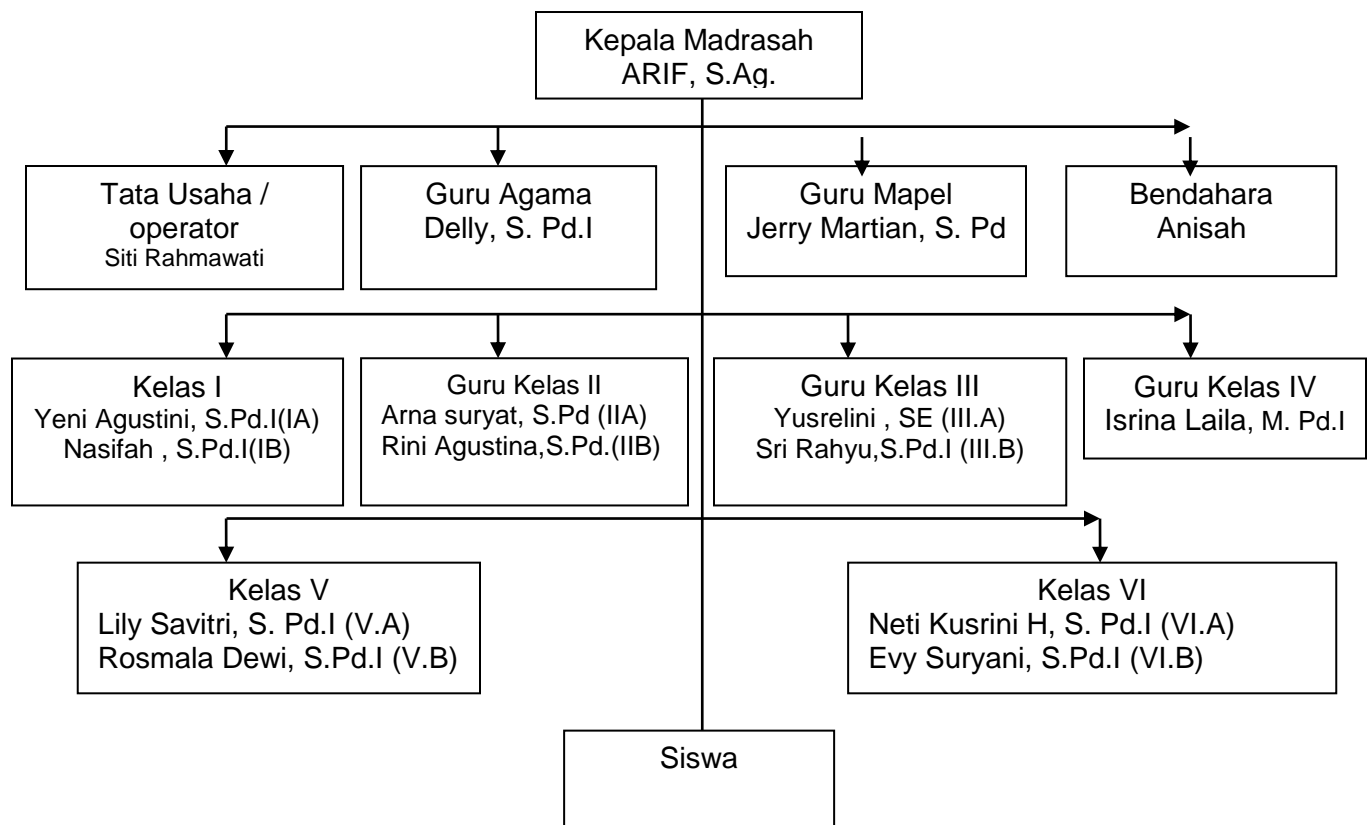 Kepala Madrasah
ARIF, S.Ag.
Tata Usaha /
operator
Siti Rahmawati
Guru Agama
Delly, S. Pd.I
Guru Mapel
Jerry Martian, S. Pd
Bendahara
Anisah
Kelas I
Yeni Agustini, S.Pd.I(IA)
Nasifah , S.Pd.I(IB)
Guru Kelas II
Arna suryat, S.Pd (IIA)
Rini Agustina,S.Pd.(IIB)
Guru Kelas III
Yusrelini , SE (III.A)
Sri Rahyu,S.Pd.I (III.B)
Guru Kelas IV
Isrina Laila, M. Pd.I
Kelas V
Lily Savitri, S. Pd.I (V.A)
Rosmala Dewi, S.Pd.I (V.B)
Kelas VI
Neti Kusrini H, S. Pd.I (VI.A)
Evy Suryani, S.Pd.I (VI.B)
Siswa